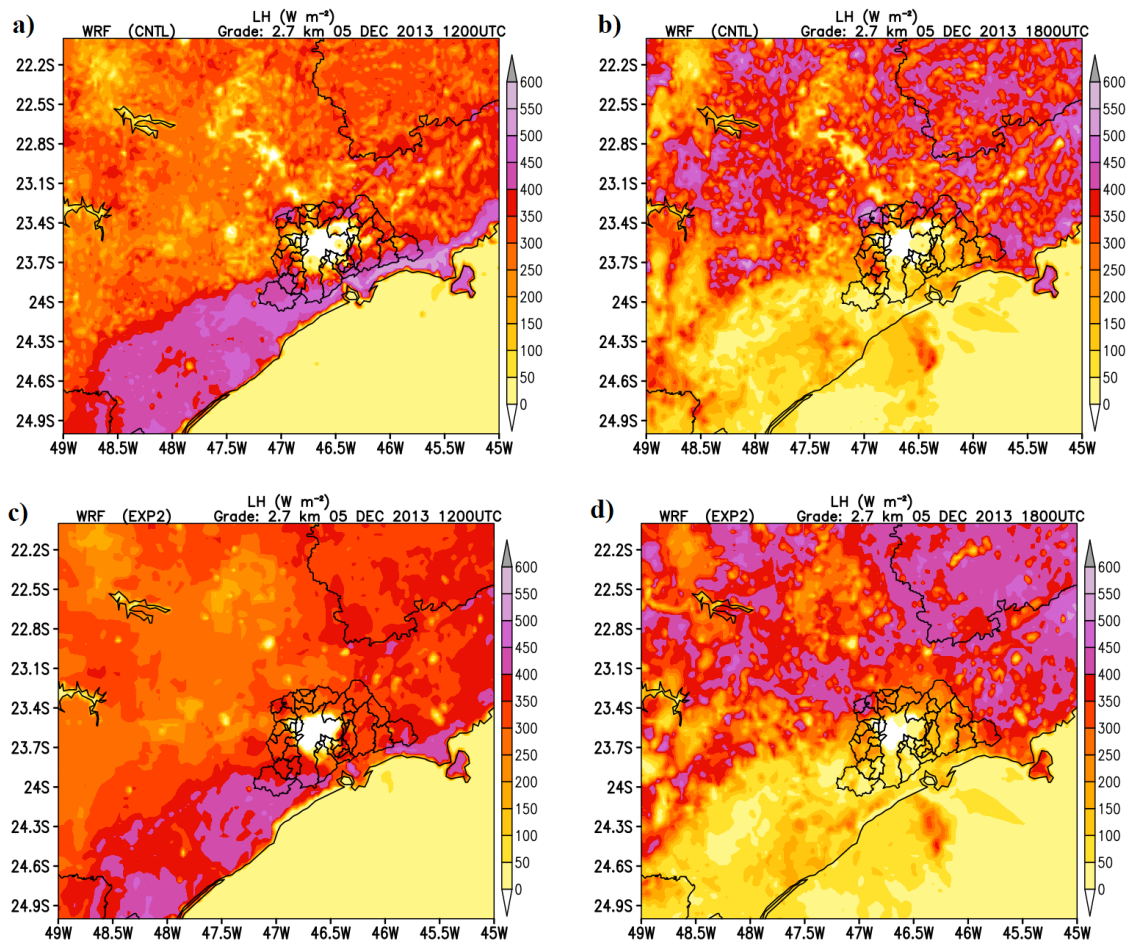 a)
LH (W m⁻²)
WRF (CNTL) Grade: 2.7 km 05 DEC 2013 1200UTC
22.2S
22.5S
22.8S
23.1S
23.4S
23.7S
24S
24.3S
24.6S
24.9S
49W 48.5W 48W 47.5W 47W 46.5W 46W 45.5W 45W
600
550
500
450
400
350
300
250
200
150
100
50
0
b)
LH (W m⁻²)
WRF (CNTL) Grade: 2.7 km 05 DEC 2013 1800UTC
22.2S
22.5S
22.8S
23.1S
23.4S
23.7S
24S
24.3S
24.6S
24.9S
49W 48.5W 48W 47.5W 47W 46.5W 46W 45.5W 45W
600
550
500
450
400
350
300
250
200
150
100
50
0
c)
LH (W m⁻²)
WRF (EXP2) Grade: 2.7 km 05 DEC 2013 1200UTC
22.2S
22.5S
22.8S
23.1S
23.4S
23.7S
24S
24.3S
24.6S
24.9S
49W 48.5W 48W 47.5W 47W 46.5W 46W 45.5W 45W
600
550
500
450
400
350
300
250
200
150
100
50
0
d)
LH (W m⁻²)
WRF (EXP2) Grade: 2.7 km 05 DEC 2013 1800UTC
22.2S
22.5S
22.8S
23.1S
23.4S
23.7S
24S
24.3S
24.6S
24.9S
49W 48.5W 48W 47.5W 47W 46.5W 46W 45.5W 45W
600
550
500
450
400
350
300
250
200
150
100
50
0